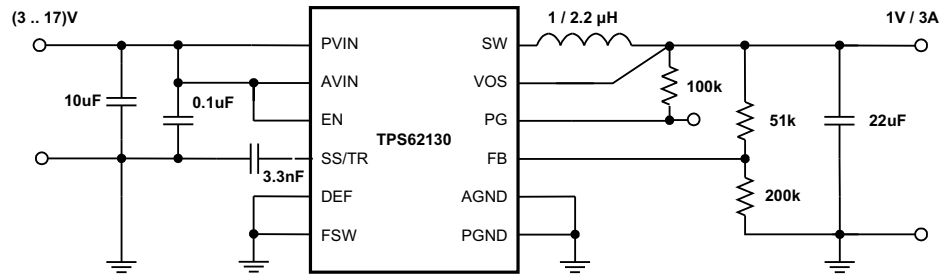 (3 .. 17)V
1 / 2.2 µH
1V / 3A
PVIN
SW
AVIN
VOS
10uF
0.1uF
100k
EN
PG
51k
22uF
TPS62130
SS/TR
FB
3.3nF
200k
DEF
AGND
FSW
PGND